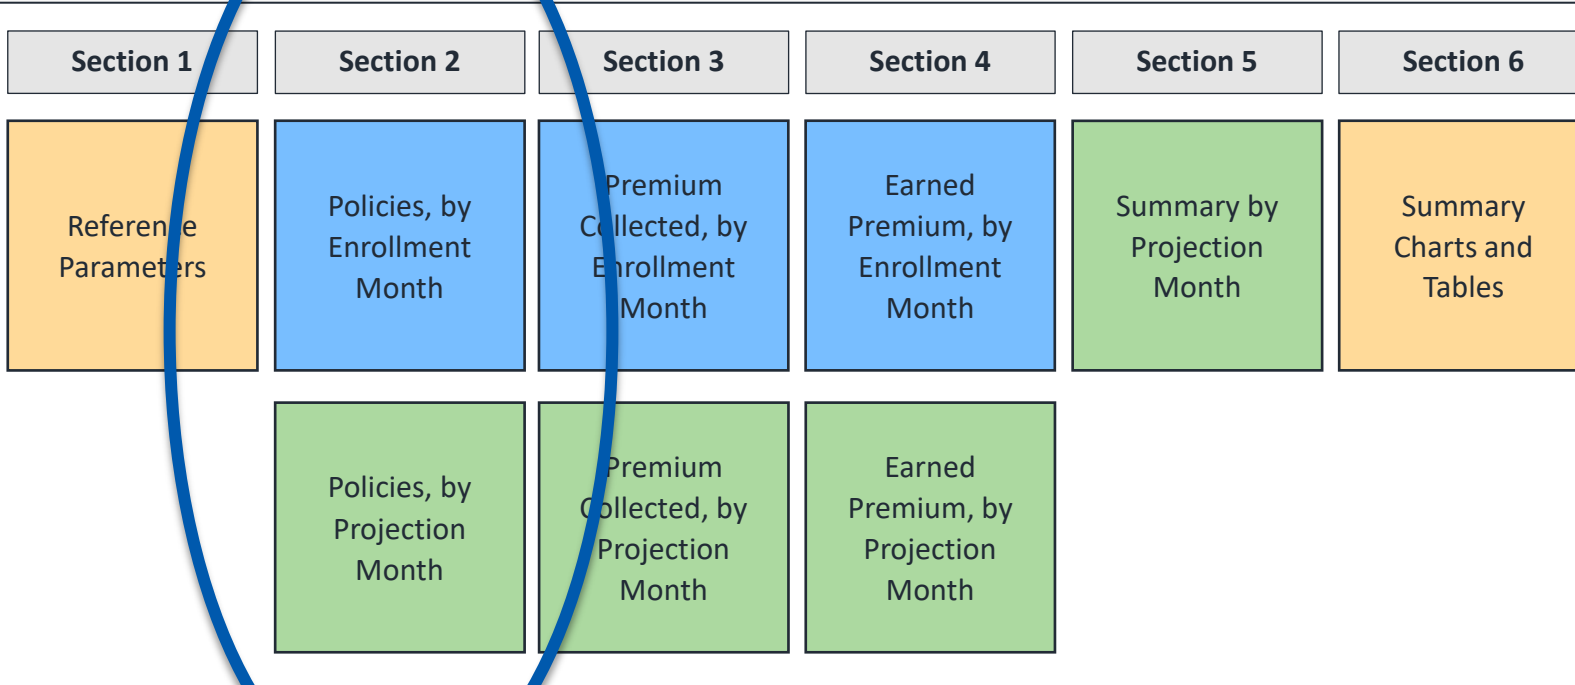 Section 1
Section 2
Section 3
Section 4
Section 5
Section 6
Reference
Parameters
Policies, by
Enrollment
Month
Premium
Collected, by
Enrollment
Month
Earned
Premium, by
Enrollment
Month
Summary by
Projection
Month
Summary
Charts and
Tables
Policies, by
Projection
Month
Premium
Collected, by
Projection
Month
Earned
Premium, by
Projection
Month